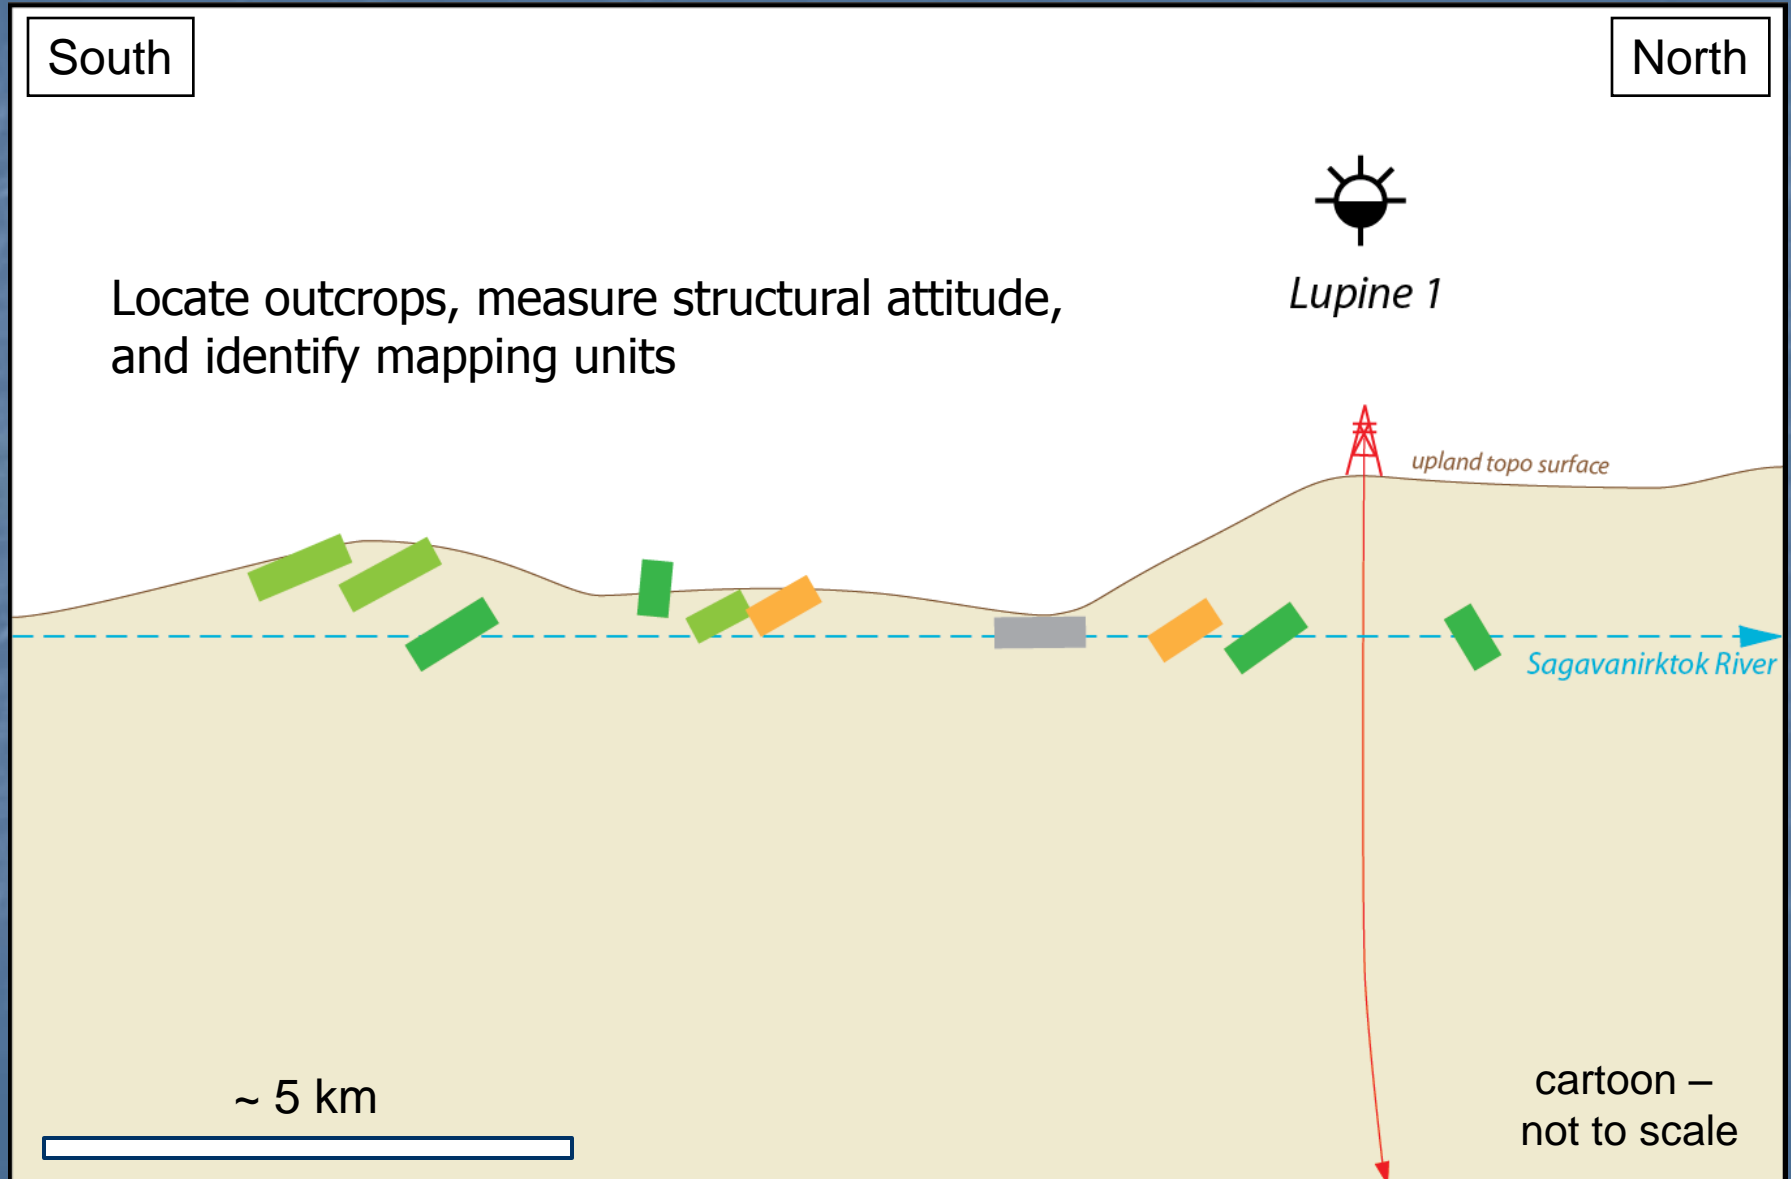 South
North
Locate outcrops, measure structural attitude,
and identify mapping units
Lupine 1
upland topo surface
Sagavanirktok River
~ 5 km
cartoon –
not to scale